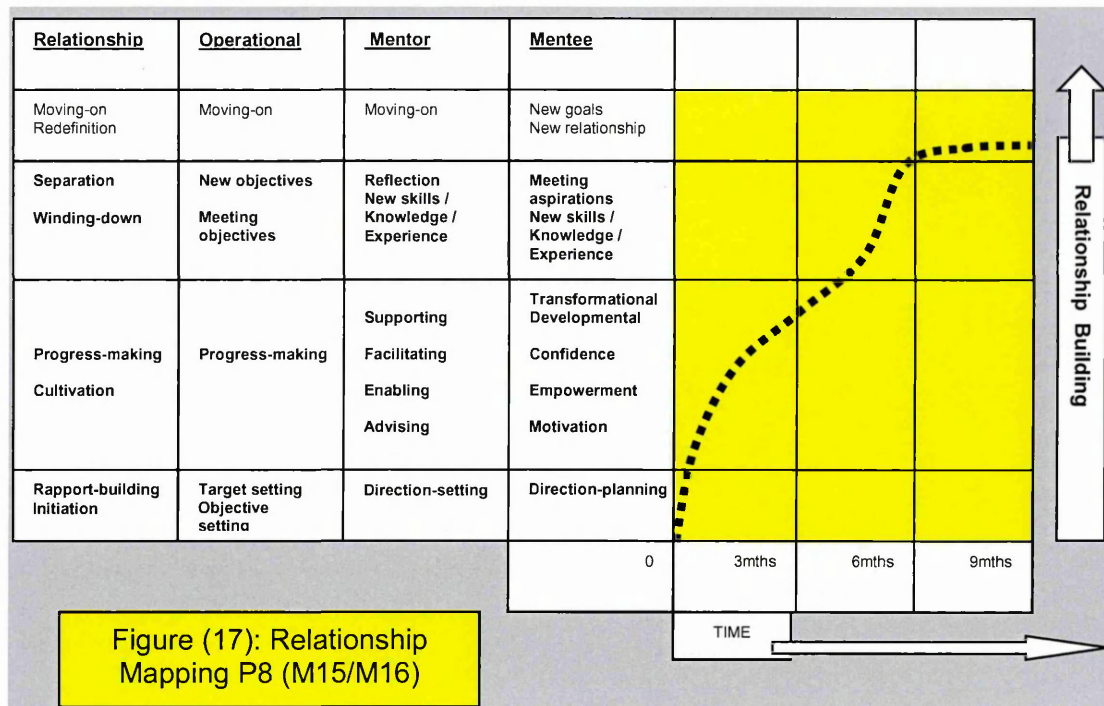 Relationship
Operational
Mentor
Mentee
Moving-on
Redefinition
Moving-on
Moving-on
New goals
New relationship
Separation
Winding-down
New objectives
Meeting
objectives
Reflection
New skills /
Knowledge /
Experience
Meeting
aspirations
New skills /
Knowledge /
Experience
Progress-making
Cultivation
Progress-making
Supporting
Facilitating
Enabling
Advising
Transformational
Developmental
Confidence
Empowerment
Motivation
Rapport-building
Initiation
Target setting
Objective
setting
Direction-setting
Direction-planning
0
3mths
6mths
9mths
TIME
Relationship Building
Figure (17): Relationship
Mapping P8 (M15/M16)